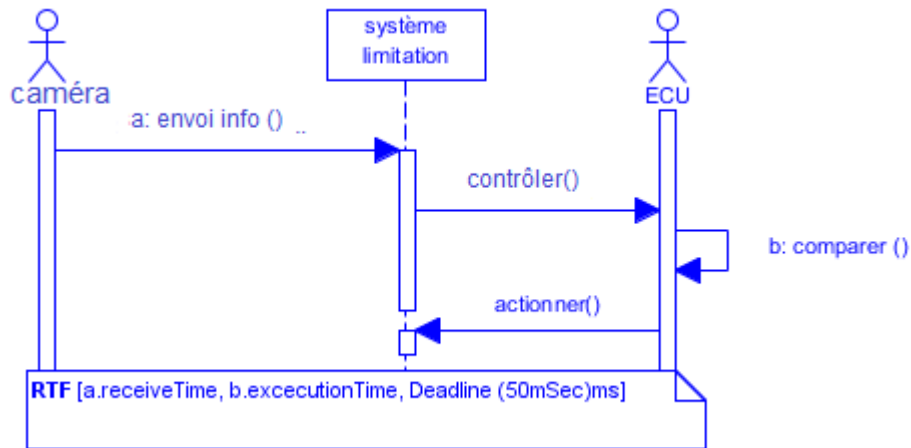 système
limitation
caméra
ECU
a: envoi info ()
contrôler()
b: comparer ()
actionner()
RTF [a.receiveTime, b.excecutionTime, Deadline (50mSec)ms]